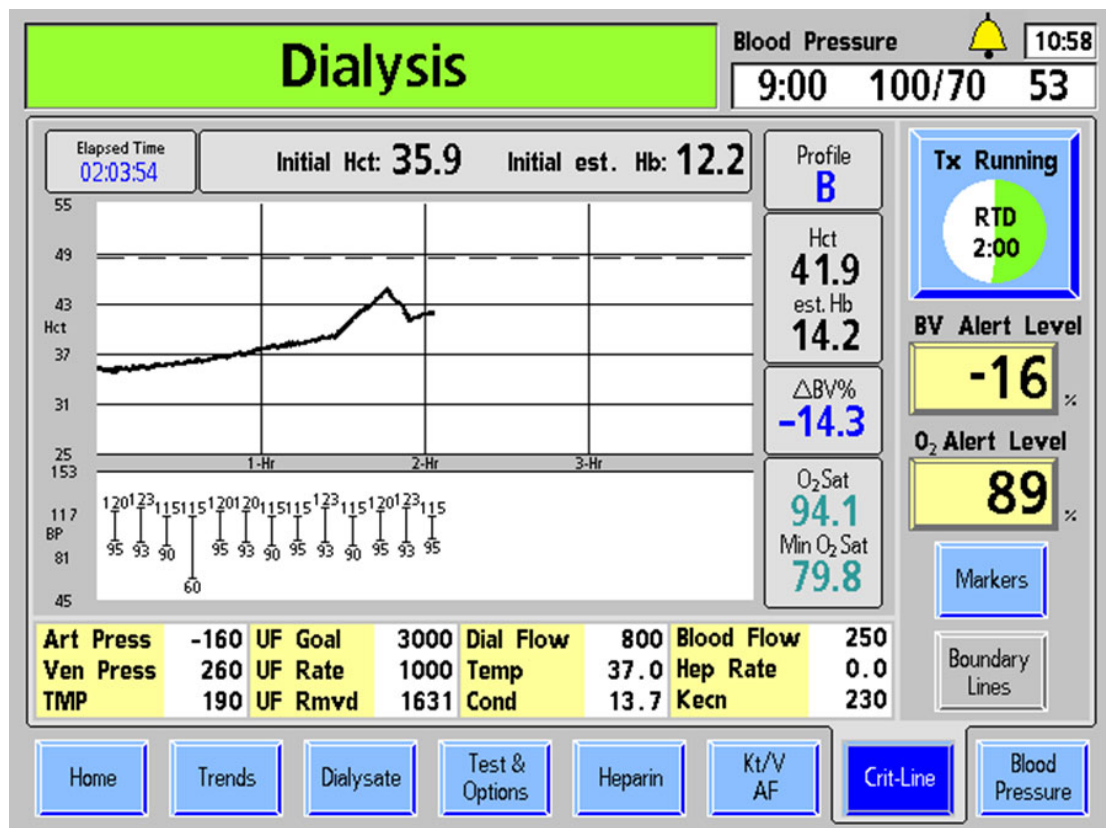 Dialysis
Blood Pressure
10:58
9:00 100/70 53
Elapsed Time
02:03:54
Initial Hct: 35.9 Initial est. Hb: 12.2
Profile
B
Tx Running
RTD
2:00
55
49
43
Hct
37
31
25
1-Hr 2-Hr 3-Hr
Hct
41.9
est. Hb
14.2
△BV%
-14.3
O2Sat
94.1
Min O2 Sat
79.8
BV Alert Level
-16 %
O2 Alert Level
89 %
Markers
Boundary
Lines
153
117
BP
81
45
120 123 115 115 120 120 115 115 123 115 120 123 115
95 93 90 60 95 93 90 95 93 90 95 93 95
Art Press -160 UF Goal 3000 Dial Flow 800 Blood Flow 250
Ven Press 260 UF Rate 1000 Temp 37.0 Hep Rate 0.0
TMP 190 UF Rmvd 1631 Cond 13.7 Kecn 230
Home
Trends
Dialysate
Test &
Options
Heparin
Kt/V
AF
Crit-Line
Blood
Pressure